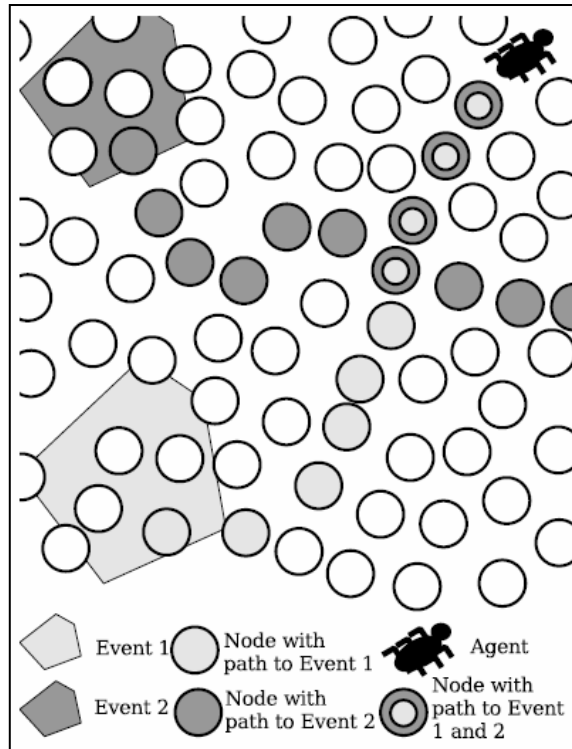 Event 1
Node with
path to Event 1
Agent
Event 2
Node with
path to Event 2
Node with
path to Event
1 and 2